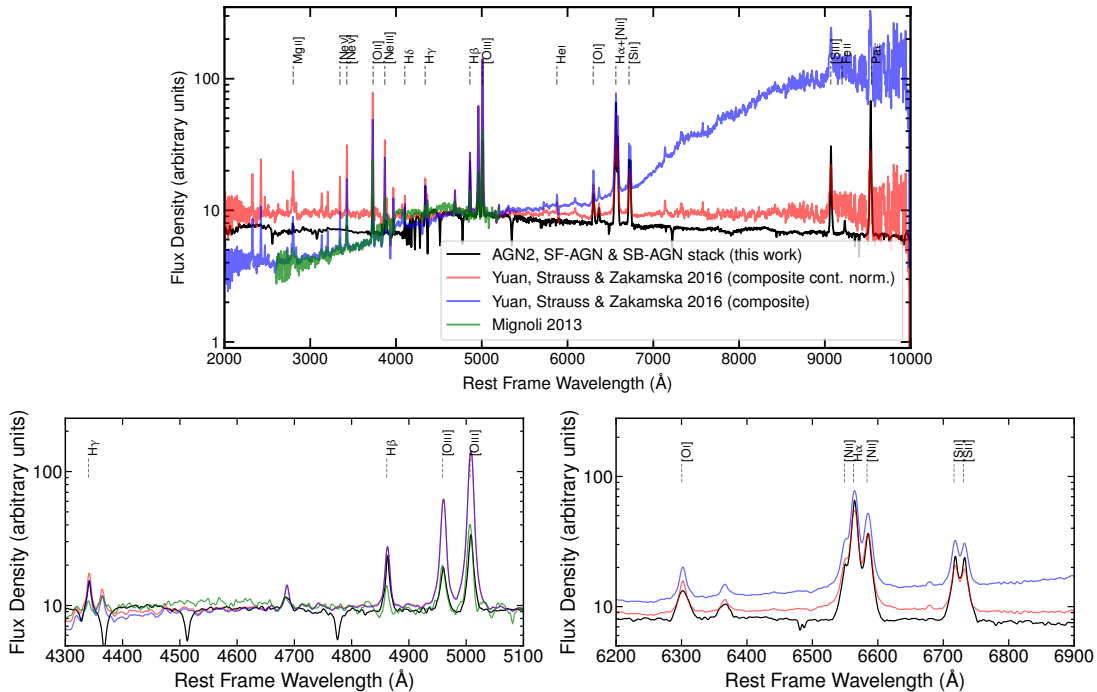 Flux Density (arbitrary units)
100
10
1
MgII
[NeV]
[NeV]
[OII]
[NeIII]
Hδ
Hγ
Hβ
[OIII]
HeI
[OI]
Hα+[NII]
[SII]
[SIII]
FeII
Paε
AGN2, SF-AGN & SB-AGN stack (this work)
Yuan, Strauss & Zakamska 2016 (composite cont. norm.)
Yuan, Strauss & Zakamska 2016 (composite)
Mignoli 2013
2000 3000 4000 5000 6000 7000 8000 9000 10000
Rest Frame Wavelength (Å)
Flux Density (arbitrary units)
100
10
Hγ
Hβ
[OIII]
[OIII]
4300 4400 4500 4600 4700 4800 4900 5000 5100
Rest Frame Wavelength (Å)
Flux Density (arbitrary units)
100
10
[OI]
[NII]
Hα
[NII]
[SII]
[SII]
6200 6300 6400 6500 6600 6700 6800 6900
Rest Frame Wavelength (Å)